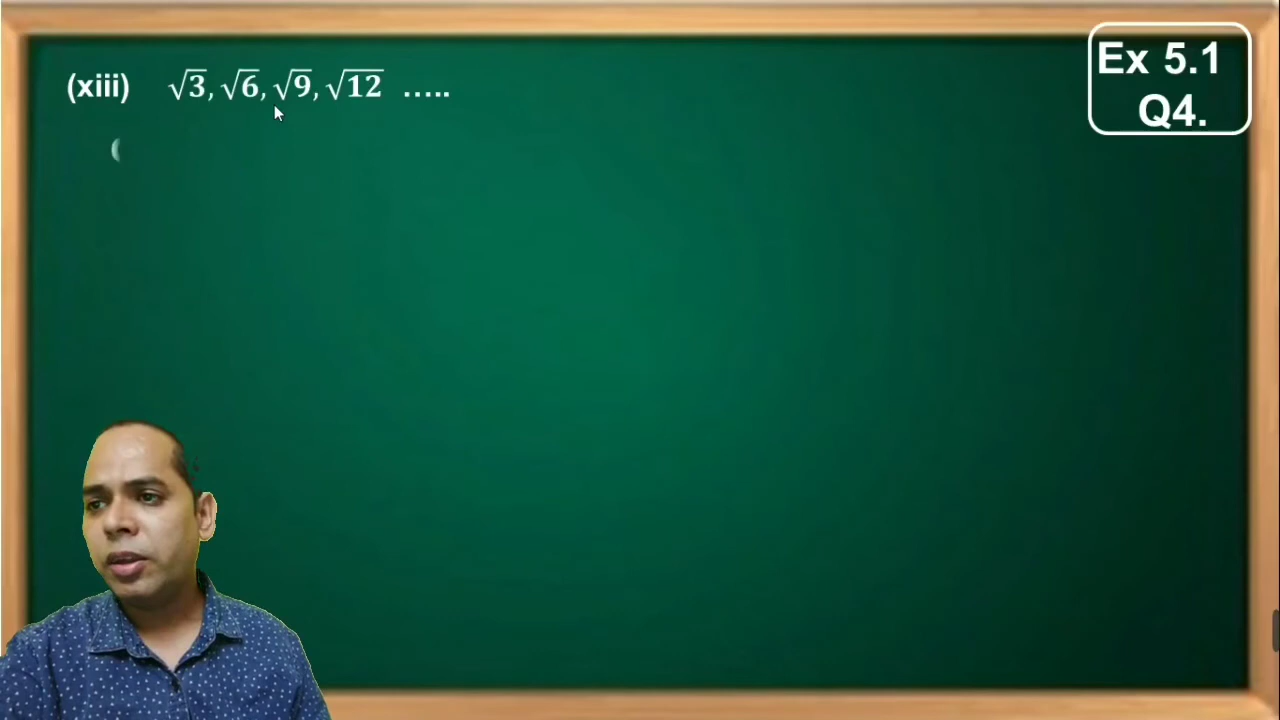 (xiii) √3, √6, √9, √12 .....
(
Ex 5.1
Q4.